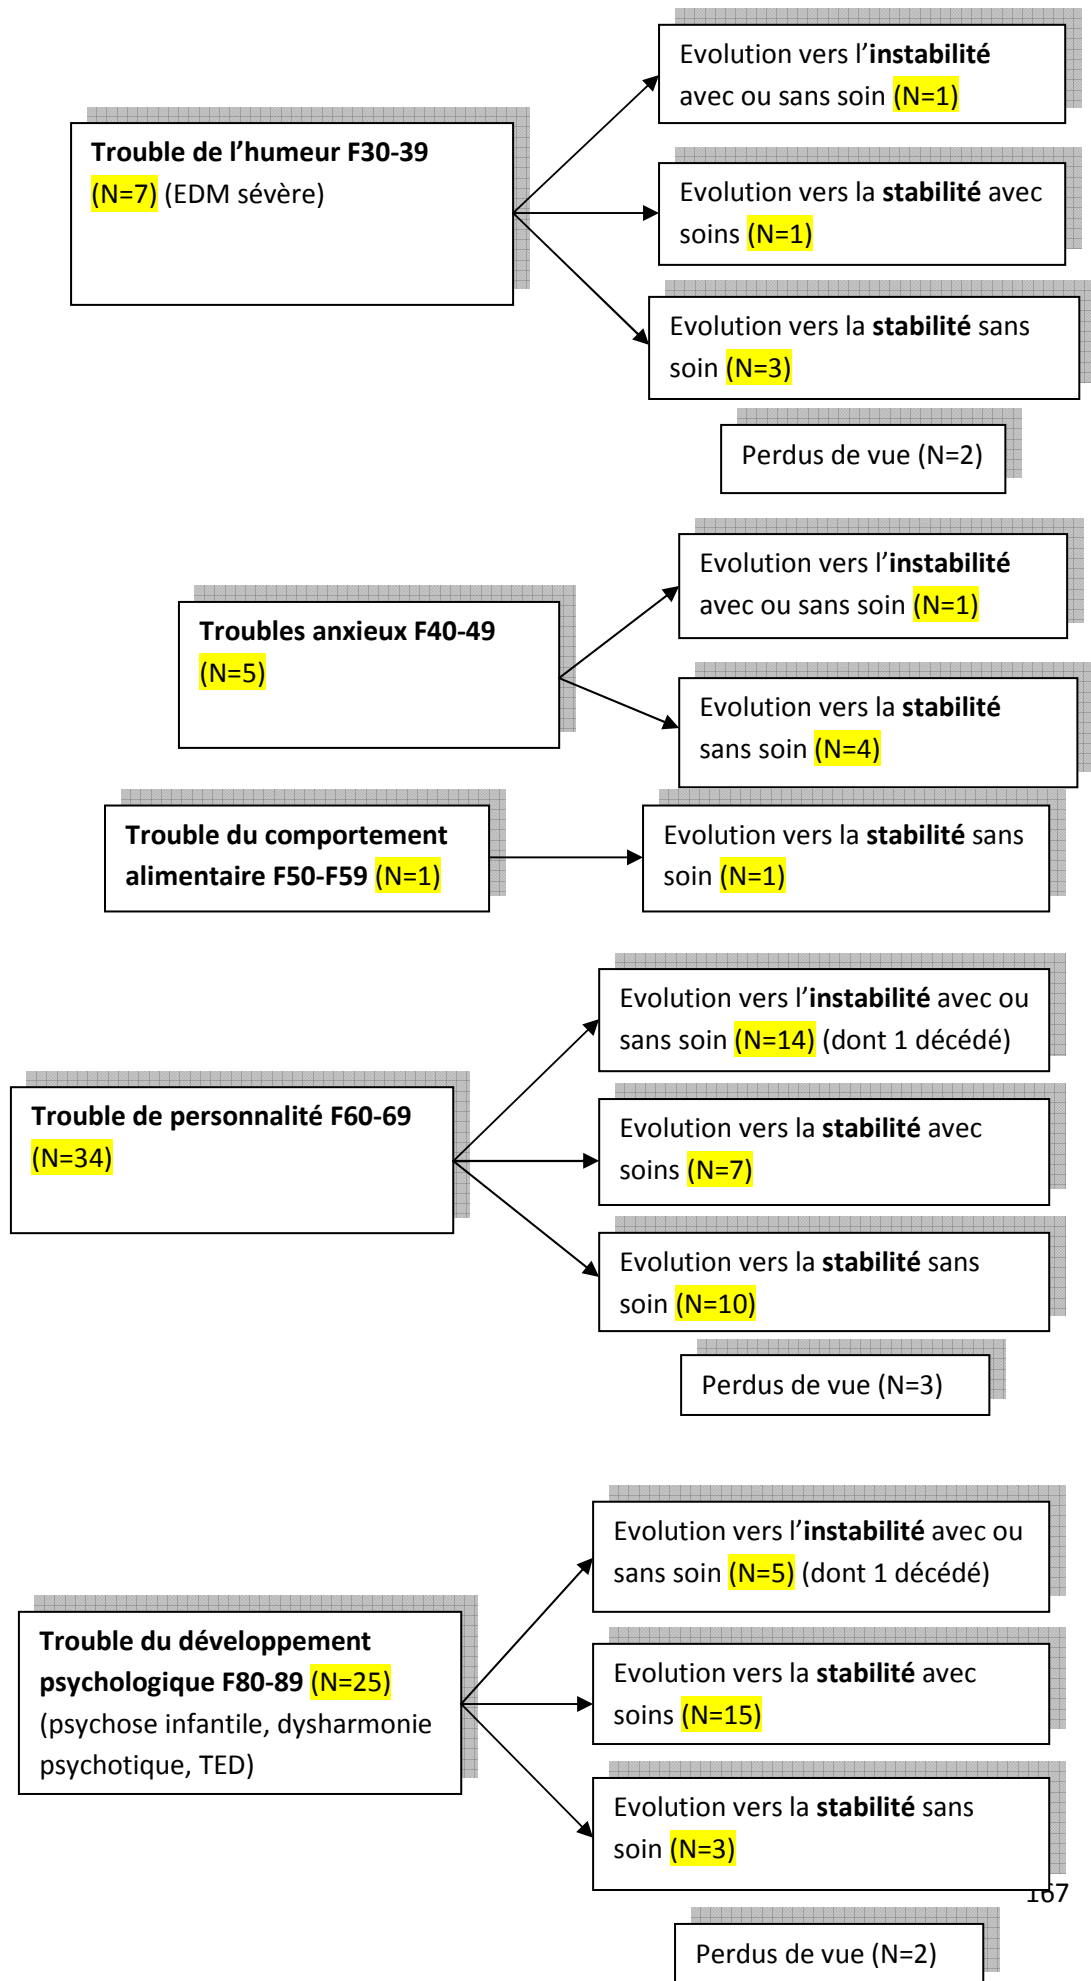 Evolution vers l'instabilité
avec ou sans soin (N=1)
Trouble de l'humeur F30-39
(N=7) (EDM sévère)
Evolution vers la stabilité avec
soins (N=1)
Evolution vers la stabilité sans
soin (N=3)
Perdus de vue (N=2)
Evolution vers l'instabilité
avec ou sans soin (N=1)
Troubles anxieux F40-49
(N=5)
Evolution vers la stabilité
sans soin (N=4)
Trouble du comportement
alimentaire F50-F59 (N=1)
Evolution vers la stabilité sans
soin (N=1)
Evolution vers l'instabilité avec ou
sans soin (N=14) (dont 1 décédé)
Trouble de personnalité F60-69
(N=34)
Evolution vers la stabilité avec
soins (N=7)
Evolution vers la stabilité sans
soin (N=10)
Perdus de vue (N=3)
Evolution vers l'instabilité avec ou
sans soin (N=5) (dont 1 décédé)
Trouble du développement
psychologique F80-89 (N=25)
(psychose infantile, dysharmonie
psychotique, TED)
Evolution vers la stabilité avec
soins (N=15)
Evolution vers la stabilité sans
soin (N=3)
167
Perdus de vue (N=2)